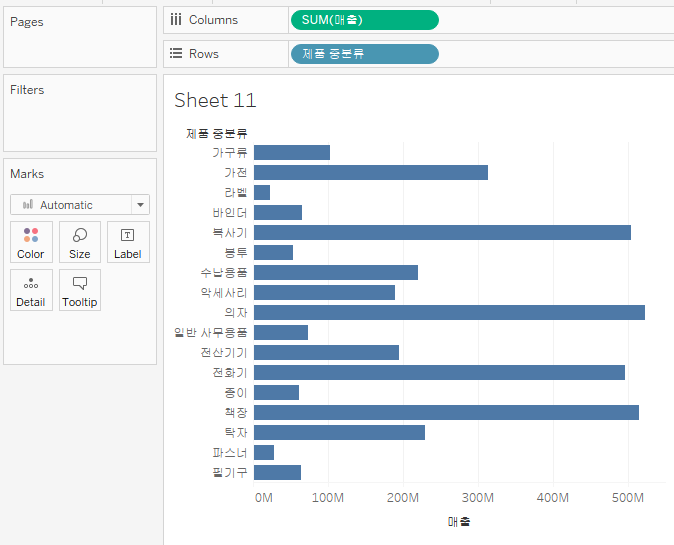 Pages
Columns
SUM(매출)
Rows
제품 중분류
Filters
Marks
Automatic
Color
Size
Label
Detail
Tooltip
Sheet 11
제품 중분류
가구류
가전
라벨
바인더
복사기
봉투
수납용품
악세사리
의자
일반 사무용품
전산기기
전화기
종이
책장
탁자
파스너
필기구
0M 100M 200M 300M 400M 500M
매출